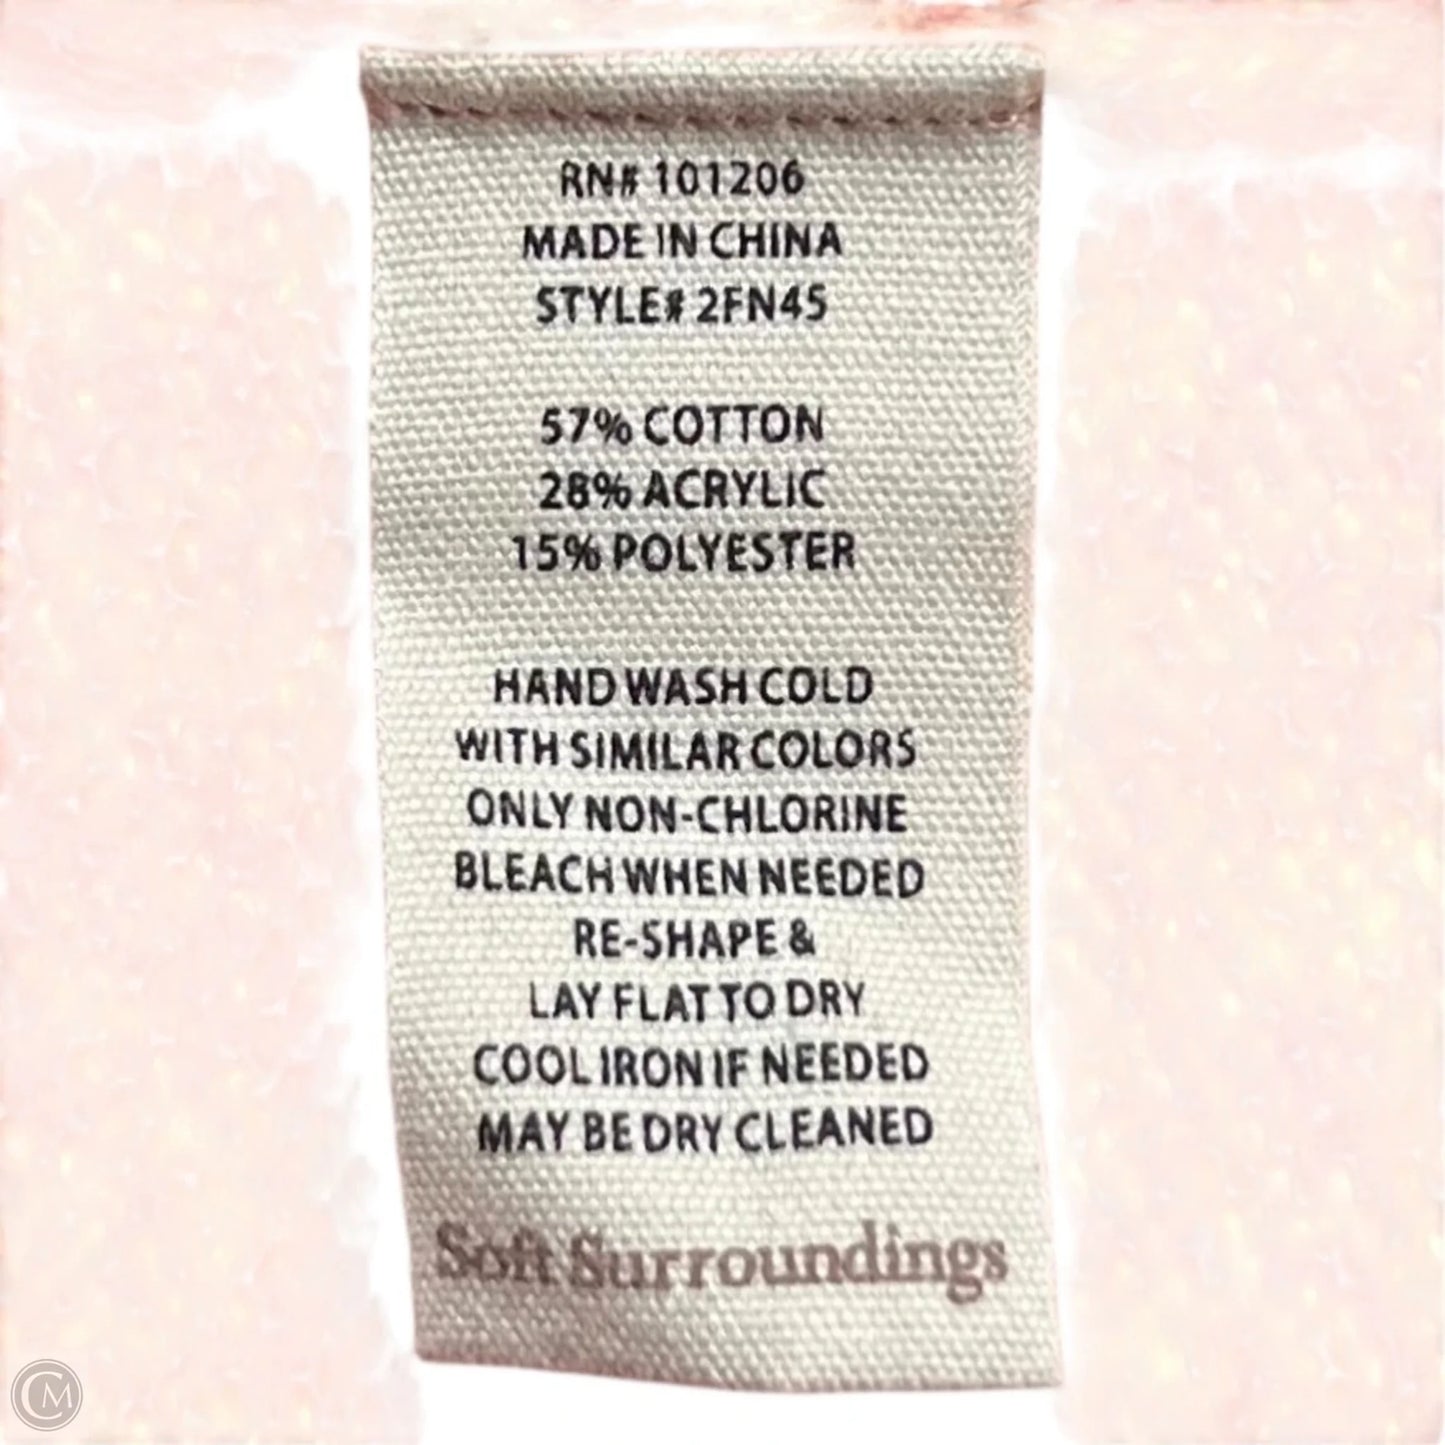 RN# 101206
MADE IN CHINA
STYLE# 2FN45
57% COTTON
28% ACRYLIC
15% POLYESTER
HAND WASH COLD
WITH SIMILAR COLORS
ONLY NON-CHLORINE
BLEACH WHEN NEEDED
RE-SHAPE &
LAY FLAT TO DRY
COOL IRON IF NEEDED
MAY BE DRY CLEANED
Soft Surroundings
CM